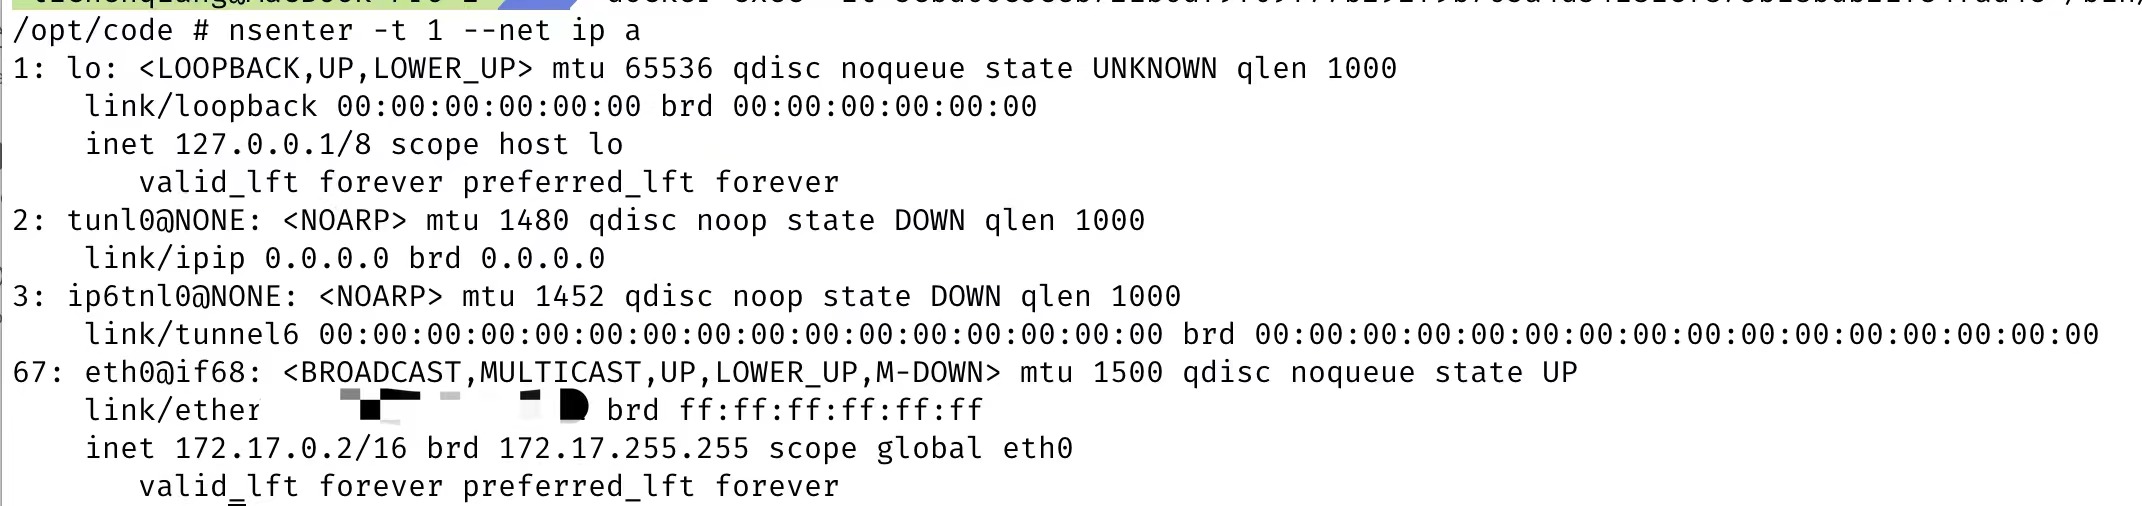 /opt/code # nsenter -t 1 --net ip a
1: lo: <LOOPBACK,UP,LOWER_UP> mtu 65536 qdisc noqueue state UNKNOWN qlen 1000
    link/loopback 00:00:00:00:00:00 brd 00:00:00:00:00:00
    inet 127.0.0.1/8 scope host lo
       valid_lft forever preferred_lft forever
2: tunl0@NONE: <NOARP> mtu 1480 qdisc noop state DOWN qlen 1000
    link/ipip 0.0.0.0 brd 0.0.0.0
3: ip6tnl0@NONE: <NOARP> mtu 1452 qdisc noop state DOWN qlen 1000
    link/tunnel6 00:00:00:00:00:00:00:00:00:00:00:00:00:00:00:00 brd 00:00:00:00:00:00:00:00:00:00:00:00:00:00:00:00
67: eth0@if68: <BROADCAST,MULTICAST,UP,LOWER_UP,M-DOWN> mtu 1500 qdisc noqueue state UP
    link/ether brd ff:ff:ff:ff:ff:ff
    inet 172.17.0.2/16 brd 172.17.255.255 scope global eth0
       valid_lft forever preferred_lft forever